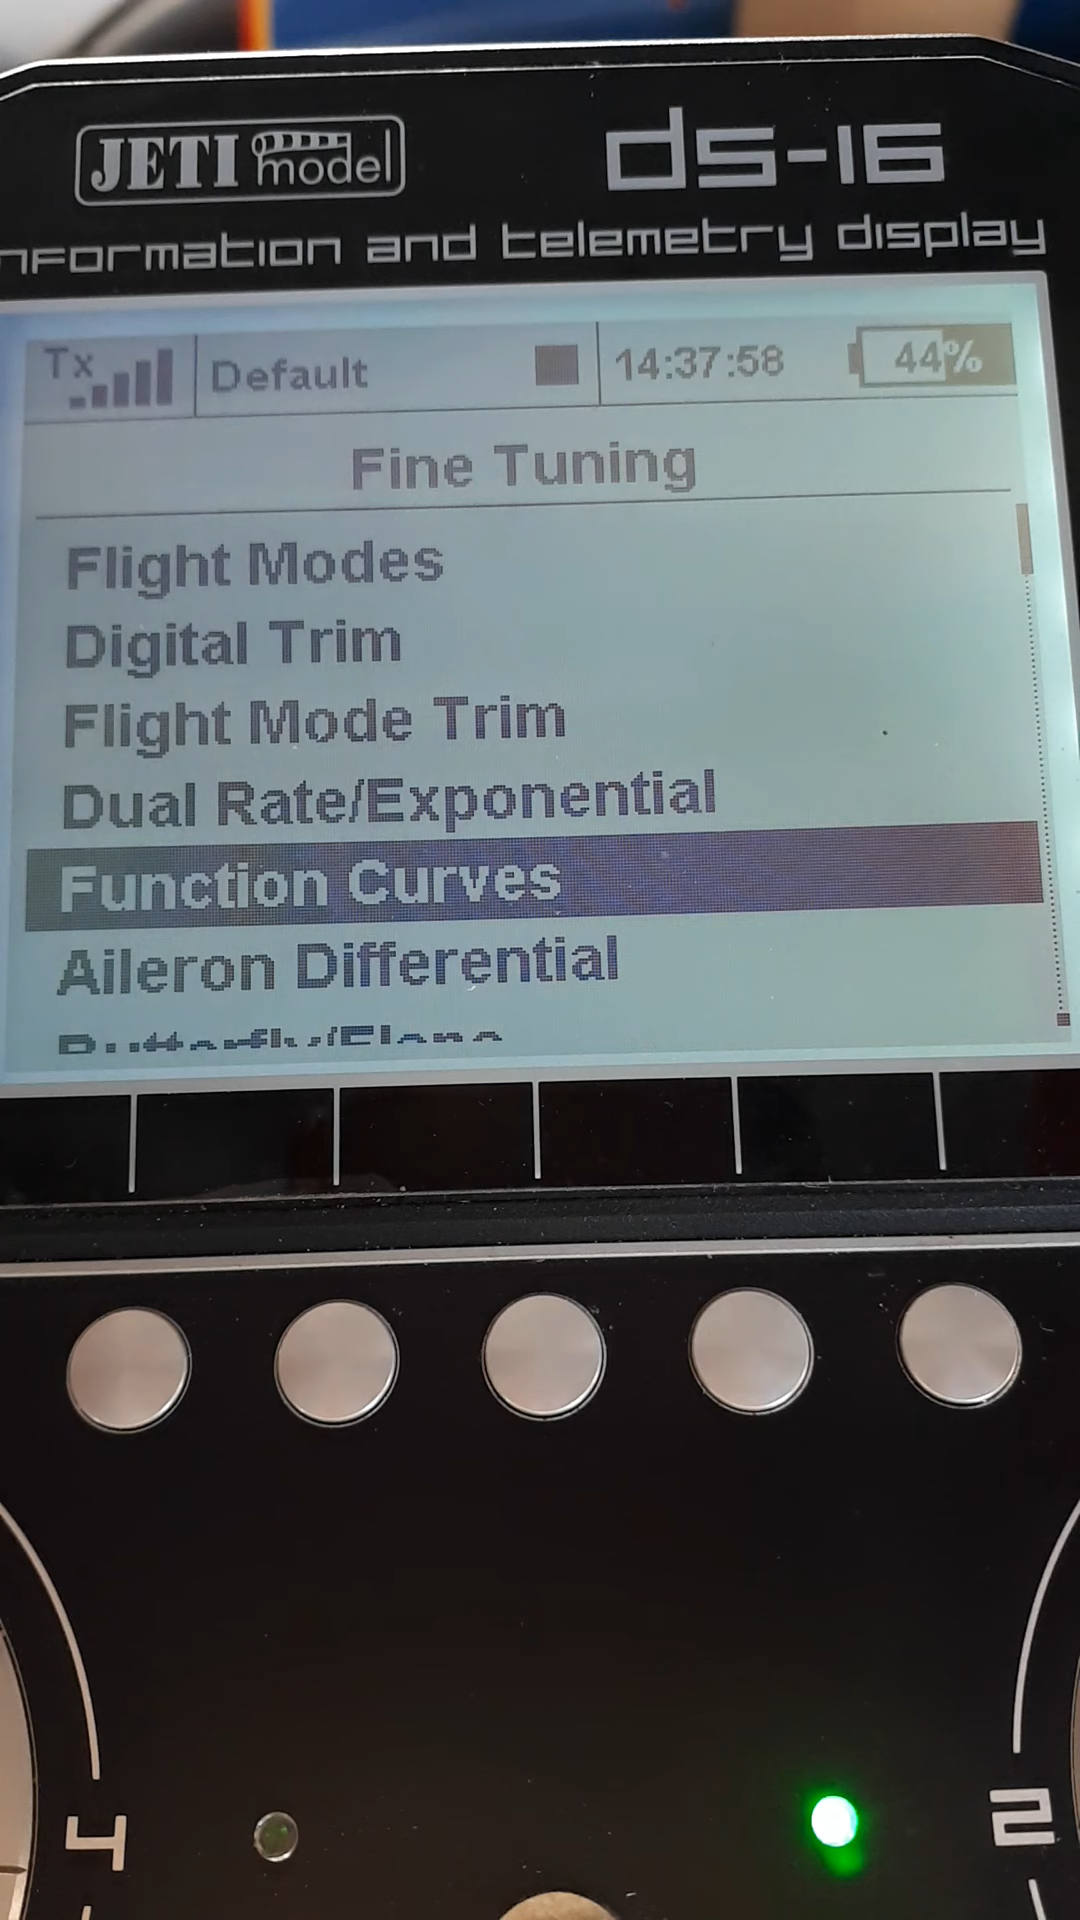 JETI model
ds-16
nformation and telemetry display
Tx Default 14:37:58 44%
Fine Tuning
Flight Modes
Digital Trim
Flight Mode Trim
Dual Rate/Exponential
Function Curves
Aileron Differential
4
2